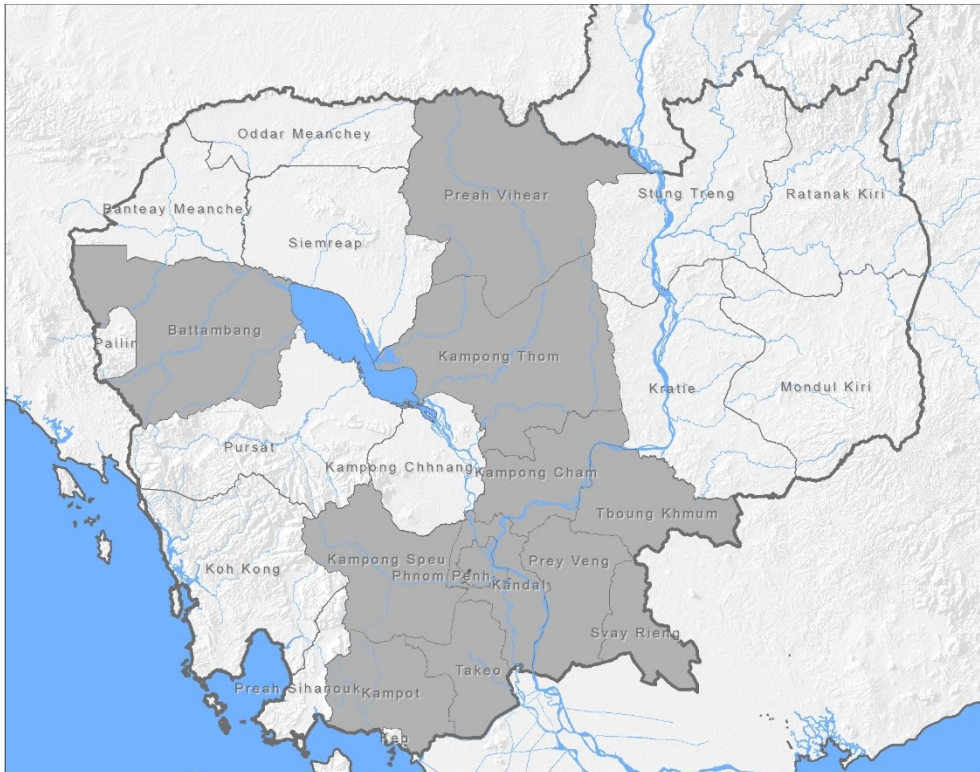 Oddar Meanchey
Preah Vihear
Stung Treng
Ratanak Kiri
Banteay Meanchey
Siemreap
Battambang
Pailin
Kampong Thom
Kratie
Mondul Kiri
Pursat
Kampong Chhnang
Kampong Cham
Tboung Khmum
Koh Kong
Kampong Speu
Phnom Penh
Kandal
Prey Veng
Svay Rieng
Takeo
Preah Sihanouk
Kampot
Kep